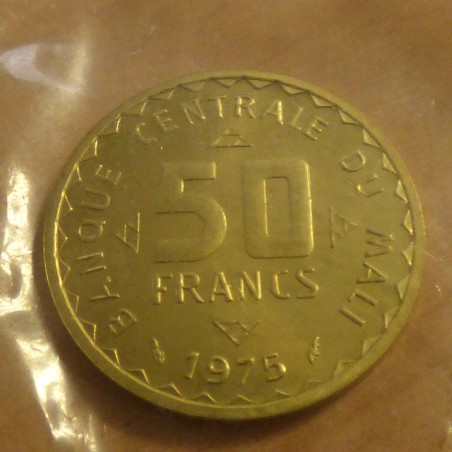 BANQUE CENTRALE DU MALI
50
FRANCS
1975